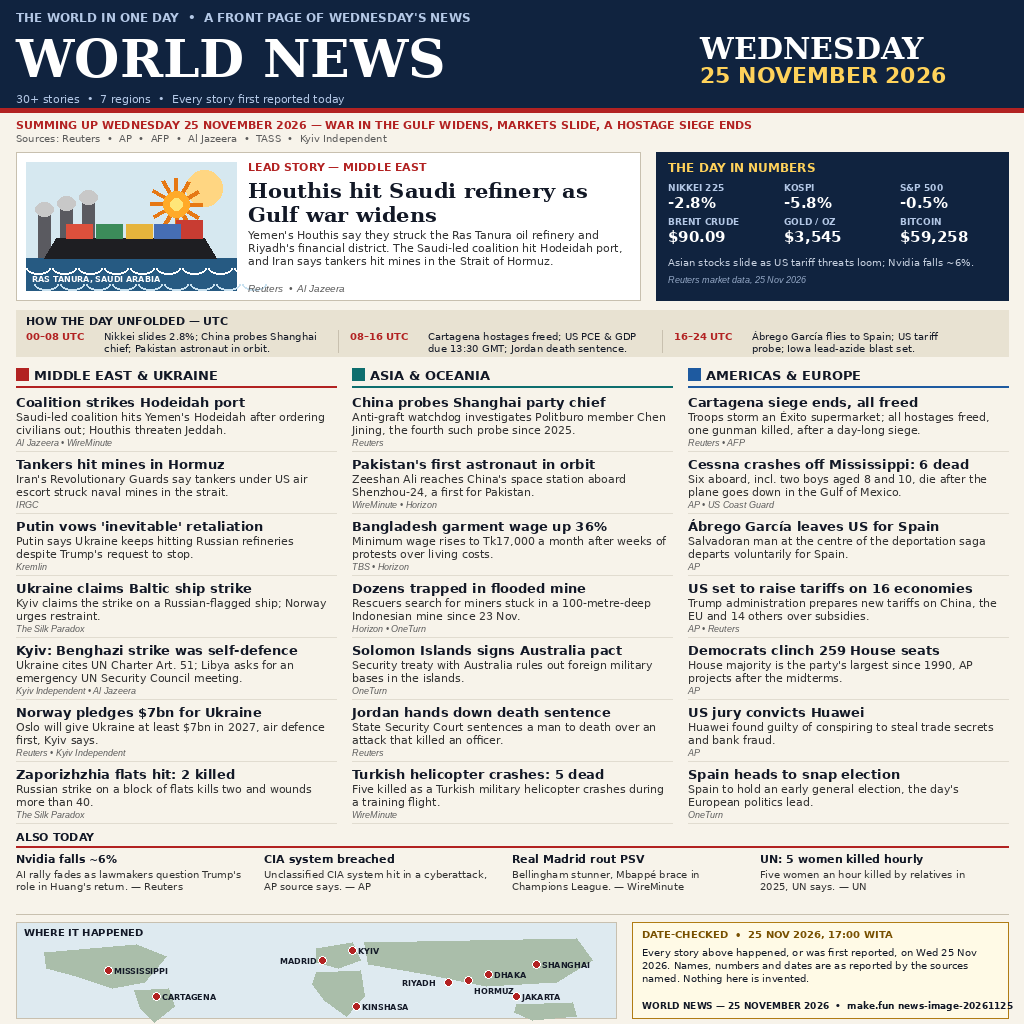 THE WORLD IN ONE DAY • A FRONT PAGE OF WEDNESDAY'S NEWS
WORLD NEWS
30+ stories • 7 regions • Every story first reported today
WEDNESDAY
25 NOVEMBER 2026
SUMMING UP WEDNESDAY 25 NOVEMBER 2026 — WAR IN THE GULF WIDENS, MARKETS SLIDE, A HOSTAGE SIEGE ENDS
Sources: Reuters • AP • AFP • Al Jazeera • TASS • Kyiv Independent
RAS TANURA, SAUDI ARABIA
LEAD STORY — MIDDLE EAST
Houthis hit Saudi refinery as
Gulf war widens
Yemen's Houthis say they struck the Ras Tanura oil refinery and
Riyadh's financial district. The Saudi-led coalition hit Hodeidah port,
and Iran says tankers hit mines in the Strait of Hormuz.
Reuters • Al Jazeera
THE DAY IN NUMBERS
NIKKEI 225 KOSPI S&P 500
-2.8% -5.8% -0.5%
BRENT CRUDE GOLD / OZ BITCOIN
$90.09 $3,545 $59,258
Asian stocks slide as US tariff threats loom; Nvidia falls ~6%.
Reuters market data, 25 Nov 2026
HOW THE DAY UNFOLDED — UTC
00–08 UTC
Nikkei slides 2.8%; China probes Shanghai
chief; Pakistan astronaut in orbit.
08–16 UTC
Cartagena hostages freed; US PCE & GDP
due 13:30 GMT; Jordan death sentence.
16–24 UTC
Ábrego García flies to Spain; US tariff
probe; Iowa lead-azide blast set.
MIDDLE EAST & UKRAINE
Coalition strikes Hodeidah port
Saudi-led coalition hits Yemen's Hodeidah after ordering
civilians out; Houthis threaten Jeddah.
Al Jazeera • WireMinute
Tankers hit mines in Hormuz
Iran's Revolutionary Guards say tankers under US air
escort struck naval mines in the strait.
IRGC
Putin vows 'inevitable' retaliation
Putin says Ukraine keeps hitting Russian refineries
despite Trump's request to stop.
Kremlin
Ukraine claims Baltic ship strike
Kyiv claims the strike on a Russian-flagged ship; Norway
urges restraint.
The Silk Paradox
Kyiv: Benghazi strike was self-defence
Ukraine cites UN Charter Art. 51; Libya asks for an
emergency UN Security Council meeting.
Kyiv Independent • Al Jazeera
Norway pledges $7bn for Ukraine
Oslo will give Ukraine at least $7bn in 2027, air defence
first, Kyiv says.
Reuters • Kyiv Independent
Zaporizhzhia flats hit: 2 killed
Russian strike on a block of flats kills two and wounds
more than 40.
The Silk Paradox
ASIA & OCEANIA
China probes Shanghai party chief
Anti-graft watchdog investigates Politburo member Chen
Jining, the fourth such probe since 2025.
Reuters
Pakistan's first astronaut in orbit
Zeeshan Ali reaches China's space station aboard
Shenzhou-24, a first for Pakistan.
WireMinute • Horizon
Bangladesh garment wage up 36%
Minimum wage rises to Tk17,000 a month after weeks of
protests over living costs.
TBS • Horizon
Dozens trapped in flooded mine
Rescuers search for miners stuck in a 100-metre-deep
Indonesian mine since 23 Nov.
Horizon • OneTurn
Solomon Islands signs Australia pact
Security treaty with Australia rules out foreign military
bases in the islands.
OneTurn
Jordan hands down death sentence
State Security Court sentences a man to death over an
attack that killed an officer.
Reuters
Turkish helicopter crashes: 5 dead
Five killed as a Turkish military helicopter crashes during
a training flight.
WireMinute
AMERICAS & EUROPE
Cartagena siege ends, all freed
Troops storm an Éxito supermarket; all hostages freed,
one gunman killed, after a day-long siege.
Reuters • AFP
Cessna crashes off Mississippi: 6 dead
Six aboard, incl. two boys aged 8 and 10, die after the
plane goes down in the Gulf of Mexico.
AP • US Coast Guard
Ábrego García leaves US for Spain
Salvadoran man at the centre of the deportation saga
departs voluntarily for Spain.
AP
US set to raise tariffs on 16 economies
Trump administration prepares new tariffs on China, the
EU and 14 others over subsidies.
AP • Reuters
Democrats clinch 259 House seats
House majority is the party's largest since 1990, AP
projects after the midterms.
AP
US jury convicts Huawei
Huawei found guilty of conspiring to steal trade secrets
and bank fraud.
AP
Spain heads to snap election
Spain to hold an early general election, the day's
European politics lead.
OneTurn
ALSO TODAY
Nvidia falls ~6%
AI rally fades as lawmakers question Trump's
role in Huang's return. — Reuters
CIA system breached
Unclassified CIA system hit in a cyberattack,
AP source says. — AP
Real Madrid rout PSV
Bellingham stunner, Mbappé brace in
Champions League. — WireMinute
UN: 5 women killed hourly
Five women an hour killed by relatives in
2025, UN says. — UN
WHERE IT HAPPENED
KYIV
MADRID
SHANGHAI
MISSISSIPPI
DHAKA
RIYADH
HORMUZ
CARTAGENA
JAKARTA
KINSHASA
DATE-CHECKED • 25 NOV 2026, 17:00 WITA
Every story above happened, or was first reported, on Wed 25 Nov
2026. Names, numbers and dates are as reported by the sources
named. Nothing here is invented.
WORLD NEWS — 25 NOVEMBER 2026 • make.fun news-image-20261125